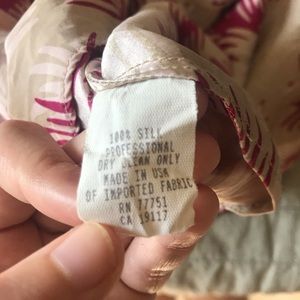 100% SILK
PROFESSIONAL
DRY CLEAN ONLY
MADE IN USA
OF IMPORTED FABRIC
RN 77751
CA 19117